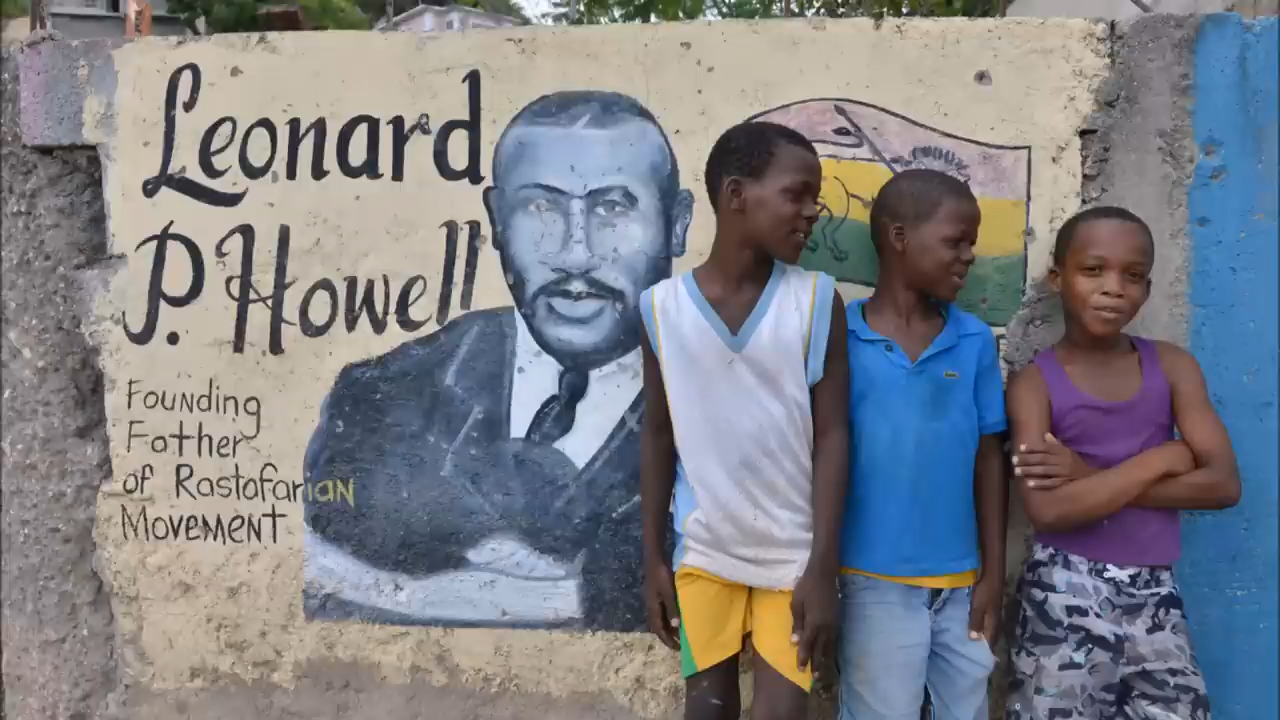 Leonard
P. Howell
Founding
Father
of Rastafarian
Movement